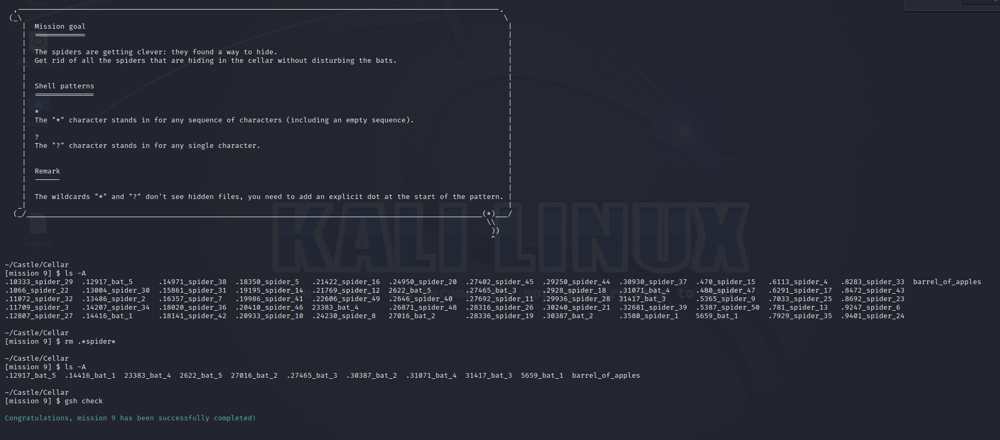 Trash
Mission goal
The spiders are getting clever: they found a way to hide.
Get rid of all the spiders that are hiding in the cellar without disturbing the bats.
Shell patterns
*
The "*" character stands in for any sequence of characters (including an empty sequence).
?
The "?" character stands in for any single character.
Remark
The wildcards "*" and "?" don't see hidden files, you need to add an explicit dot at the start of the pattern.
KALI LINUX
ziopera
~/Castle/Cellar
[mission 9] $ ls -A
.10333_spider_29 .12917_bat_5 .14971_spider_38 .18350_spider_5 .21422_spider_16 .24950_spider_20 .27402_spider_45 .29250_spider_44 .30930_spider_37 .470_spider_15 .6113_spider_4 .8283_spider_33 barrel_of_apples
.1066_spider_22 .13004_spider_30 .15861_spider_31 .19195_spider_14 .21769_spider_12 2622_bat_5 .27465_bat_3 .2928_spider_18 .31071_bat_4 .480_spider_47 .6291_spider_17 .8472_spider_43
.11072_spider_32 .13486_spider_2 .16357_spider_7 .19986_spider_41 .22606_spider_49 .2646_spider_40 .27692_spider_11 .29936_spider_28 31417_bat_3 .5365_spider_9 .7033_spider_25 .8692_spider_23
.11709_spider_3 .14207_spider_34 .18020_spider_36 .20410_spider_46 23383_bat_4 .26871_spider_48 .28316_spider_26 .30240_spider_21 .32681_spider_39 .5387_spider_50 .781_spider_13 .9247_spider_6
.12807_spider_27 .14416_bat_1 .18141_spider_42 .20933_spider_10 .24230_spider_8 27016_bat_2 .28336_spider_19 .30387_bat_2 .3580_spider_1 5659_bat_1 .7929_spider_35 .9401_spider_24
~/Castle/Cellar
[mission 9] $ rm .*spider*
~/Castle/Cellar
[mission 9] $ ls -A
.12917_bat_5 .14416_bat_1 23383_bat_4 2622_bat_5 27016_bat_2 .27465_bat_3 .30387_bat_2 .31071_bat_4 31417_bat_3 5659_bat_1 barrel_of_apples
~/Castle/Cellar
[mission 9] $ gsh check
Congratulations, mission 9 has been successfully completed!